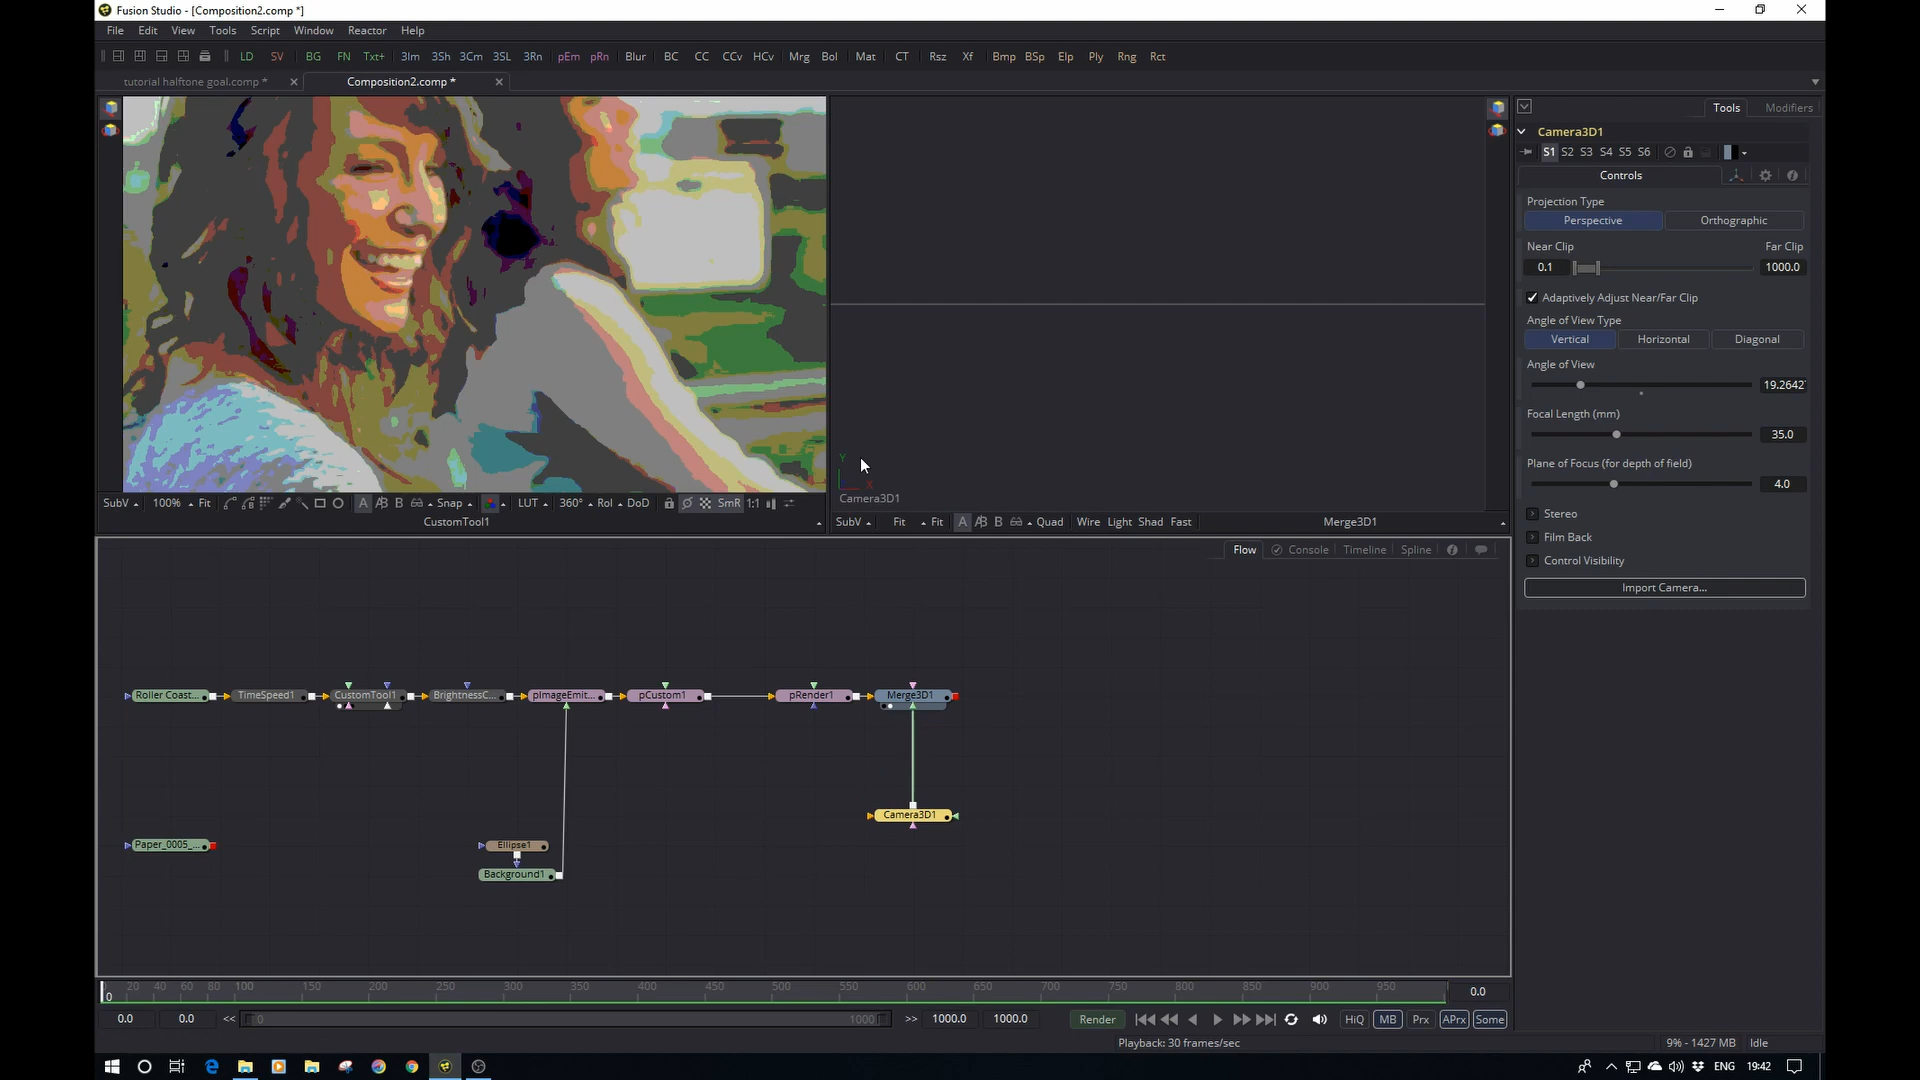 Fusion Studio - [Composition2.comp *]
File Edit View Tools Script Window Reactor Help
LD SV BG FN Txt+ 3Im 3Sh 3Cm 3SL 3Rn pEm pRn Blur BC CC CCv HCv Mrg Bol Mat CT Rsz Xf Bmp BSp Elp Ply Rng Rct
tutorial halftone goal.comp * Composition2.comp *
Tools Modifiers
Camera3D1
S1 S2 S3 S4 S5 S6
Controls
Projection Type
Perspective Orthographic
Near Clip Far Clip
0.1 1000.0
Adaptively Adjust Near/Far Clip
Angle of View Type
Vertical Horizontal Diagonal
Angle of View
19.2642
Focal Length (mm)
35.0
Plane of Focus (for depth of field)
4.0
Stereo
Film Back
Control Visibility
Import Camera...
Y
X
Camera3D1
SubV 100% Fit A B Snap LUT 360° RoI DoD SmR 1:1
CustomTool1
SubV Fit Fit A B Quad Wire Light Shad Fast Merge3D1
Flow Console Timeline Spline
Roller Coast... TimeSpeed1 CustomTool1 BrightnessC... pImageEmit... pCustom1 pRender1 Merge3D1
Camera3D1
Paper_0005_... Ellipse1
Background1
0 20 40 60 80 100 150 200 250 300 350 400 450 500 550 600 650 700 750 800 850 900 950 0.0
0.0 0.0 << 0 1000 >> 1000.0 1000.0 Render HiQ MB Prx APrx Some
Playback: 30 frames/sec 9% - 1427 MB Idle
ENG 19:42